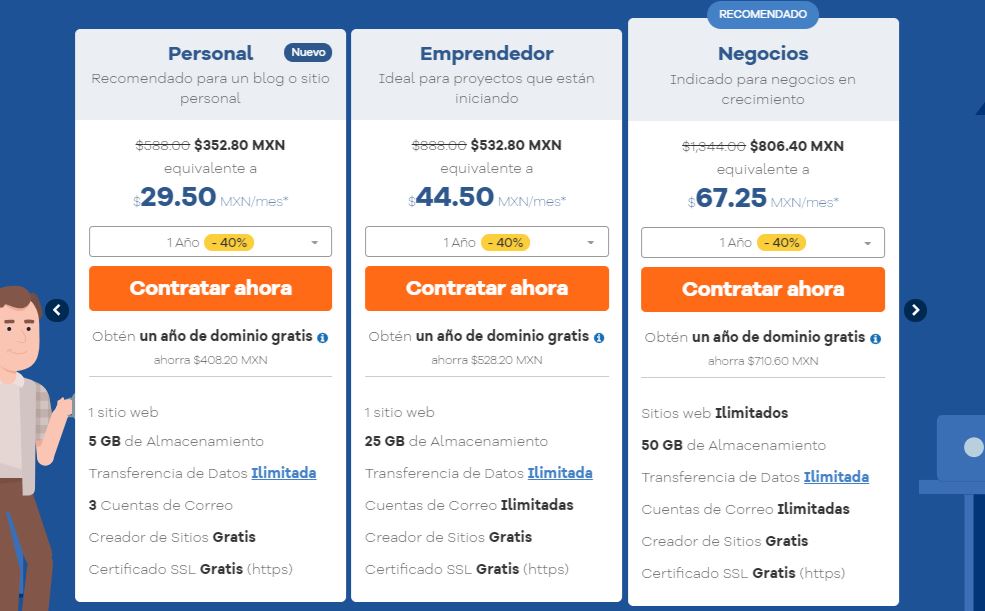 Personal
Nuevo
Recomendado para un blog o sitio
personal
$588.00 $352.80 MXN
equivalente a
$29.50 MXN/mes*
1 Año - 40%
Contratar ahora
Obtén un año de dominio gratis i
ahorra $408.20 MXN
1 sitio web
5 GB de Almacenamiento
Transferencia de Datos Ilimitada
3 Cuentas de Correo
Creador de Sitios Gratis
Certificado SSL Gratis (https)
Emprendedor
Ideal para proyectos que están
iniciando
$888.00 $532.80 MXN
equivalente a
$44.50 MXN/mes*
1 Año - 40%
Contratar ahora
Obtén un año de dominio gratis i
ahorra $528.20 MXN
1 sitio web
25 GB de Almacenamiento
Transferencia de Datos Ilimitada
Cuentas de Correo Ilimitadas
Creador de Sitios Gratis
Certificado SSL Gratis (https)
RECOMENDADO
Negocios
Indicado para negocios en
crecimiento
$1,344.00 $806.40 MXN
equivalente a
$67.25 MXN/mes*
1 Año - 40%
Contratar ahora
Obtén un año de dominio gratis i
ahorra $710.60 MXN
Sitios web Ilimitados
50 GB de Almacenamiento
Transferencia de Datos Ilimitada
Cuentas de Correo Ilimitadas
Creador de Sitios Gratis
Certificado SSL Gratis (https)